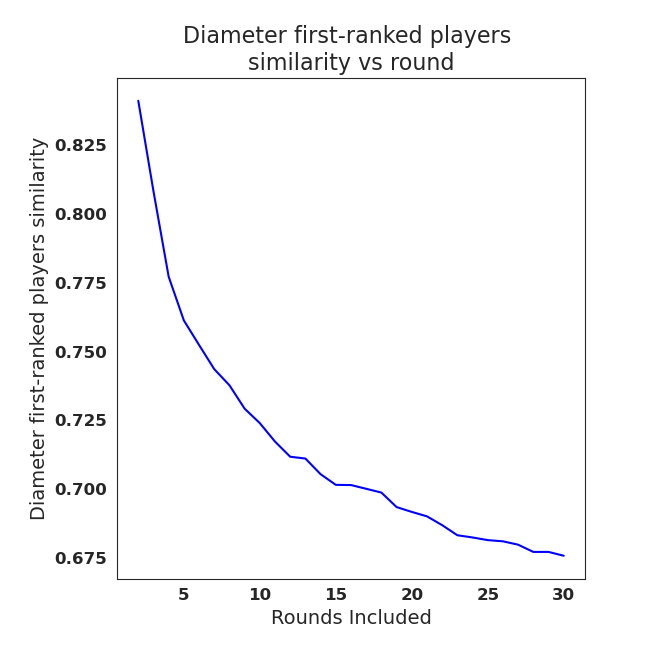 Diameter first-ranked players
similarity vs round
Diameter first-ranked players similarity
0.825
0.800
0.775
0.750
0.725
0.700
0.675
5 10 15 20 25 30
Rounds Included